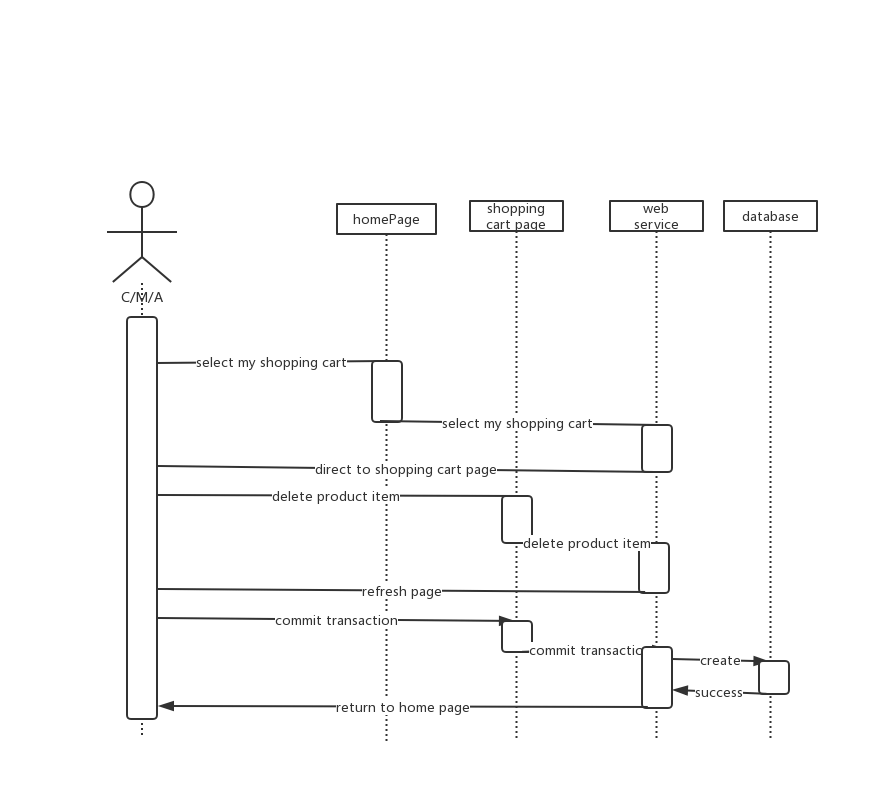 homePage
shopping
cart page
web
service
database
C/M/A
select my shopping cart
select my shopping cart
direct to shopping cart page
delete product item
delete product item
refresh page
commit transaction
commit transactio
create
success
return to home page